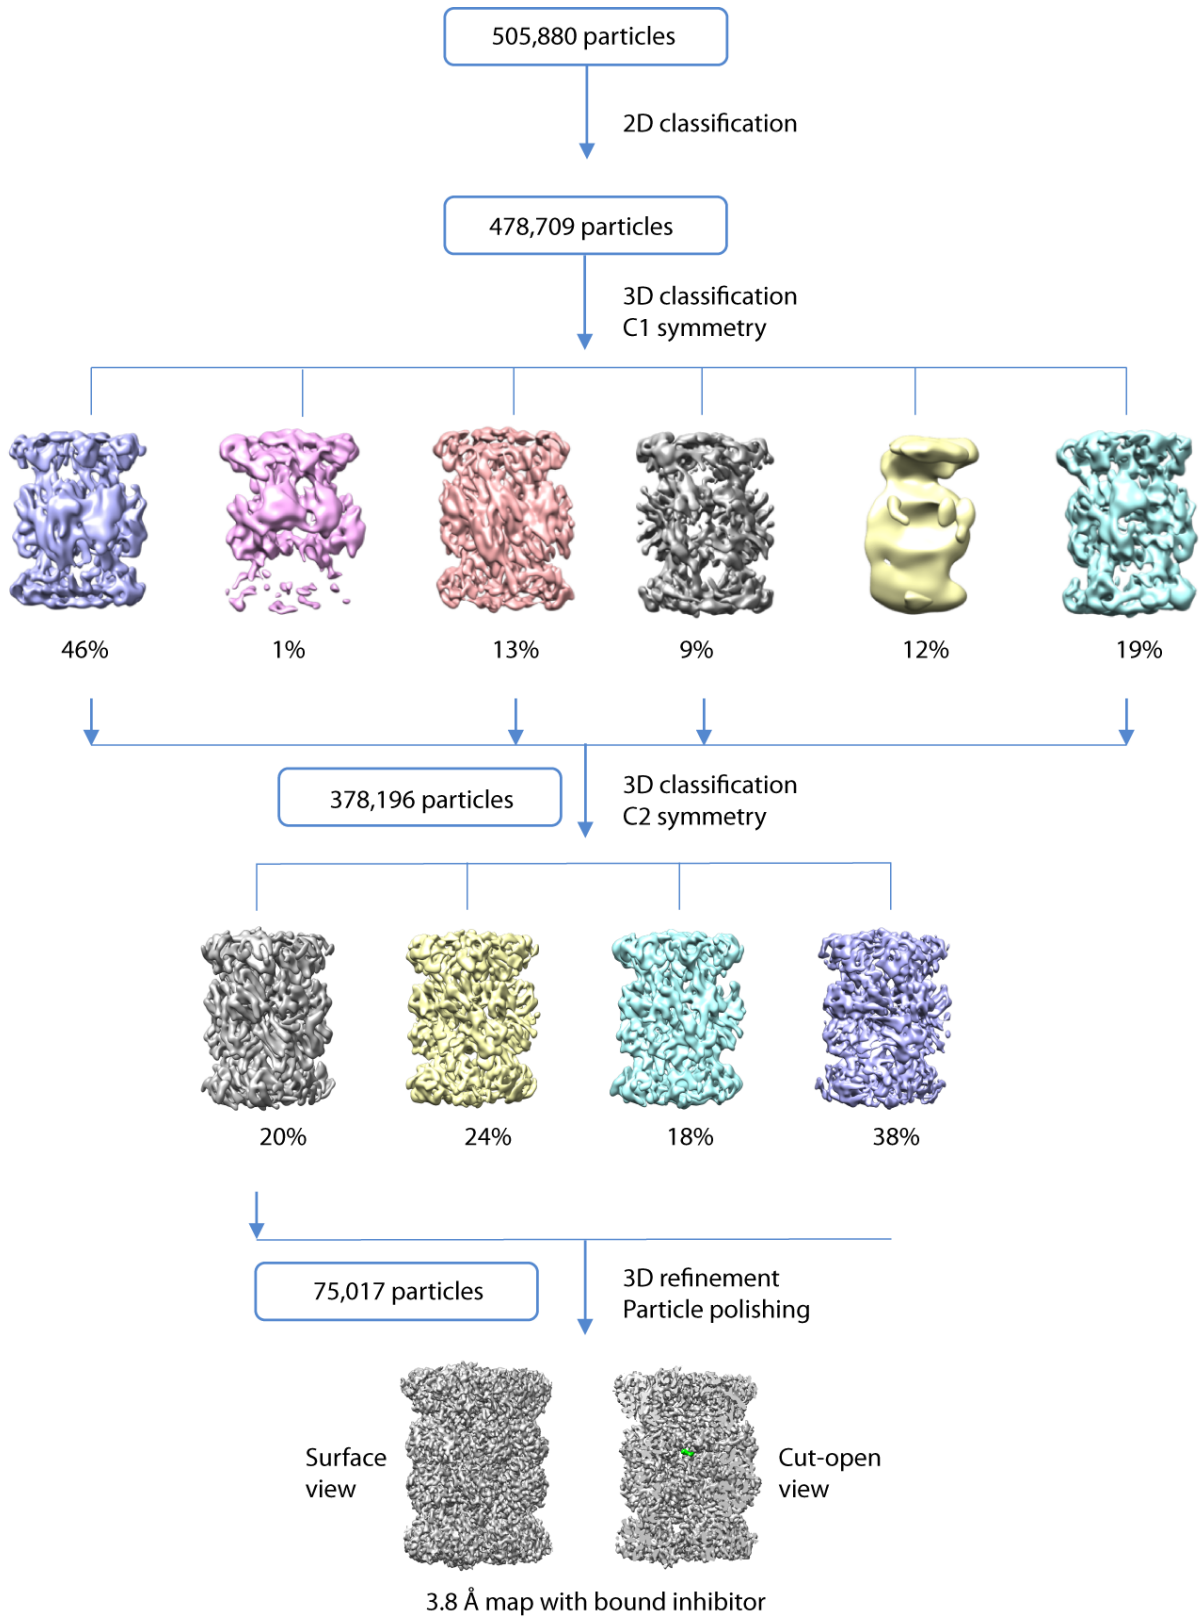 505,880 particles
2D classification
478,709 particles
3D classification
C1 symmetry
46%
1%
13%
9%
12%
19%
378,196 particles
3D classification
C2 symmetry
20%
24%
18%
38%
75,017 particles
3D refinement
Particle polishing
Surface
view
Cut-open
view
3.8 Å map with bound inhibitor